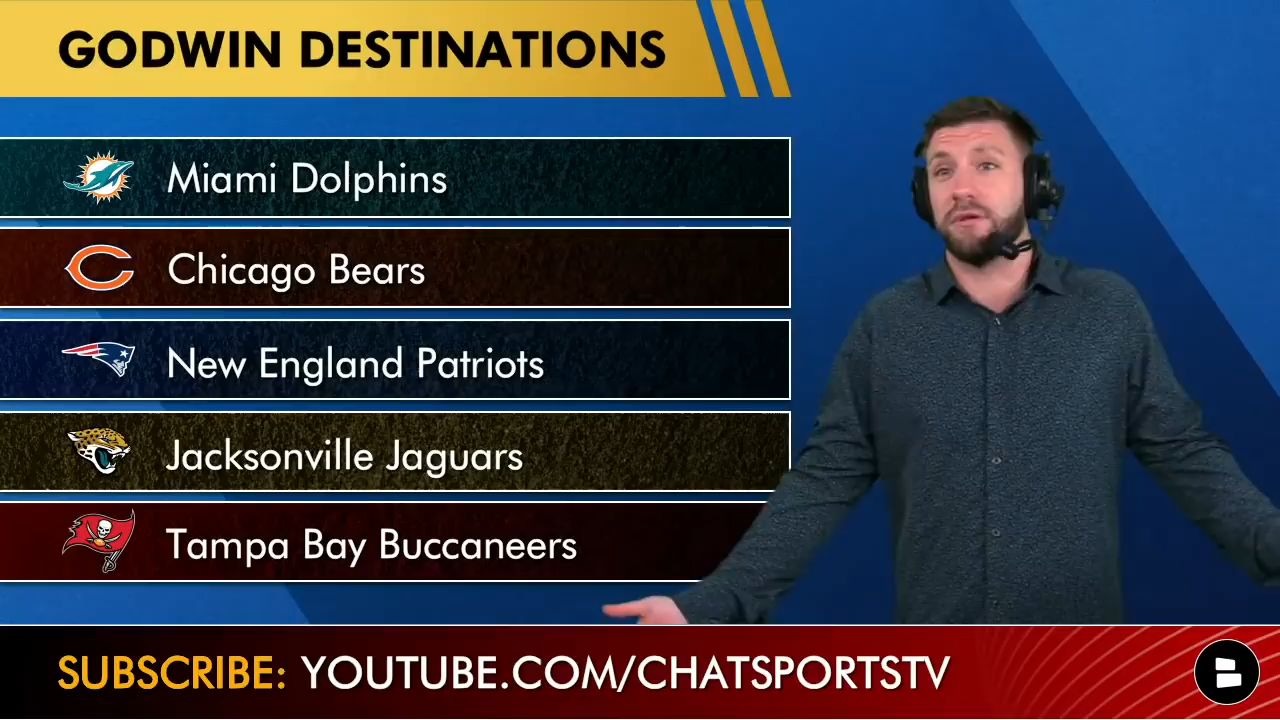 GODWIN DESTINATIONS
Miami Dolphins
Chicago Bears
New England Patriots
Jacksonville Jaguars
Tampa Bay Buccaneers
SUBSCRIBE: YOUTUBE.COM/CHATSPORTSTV